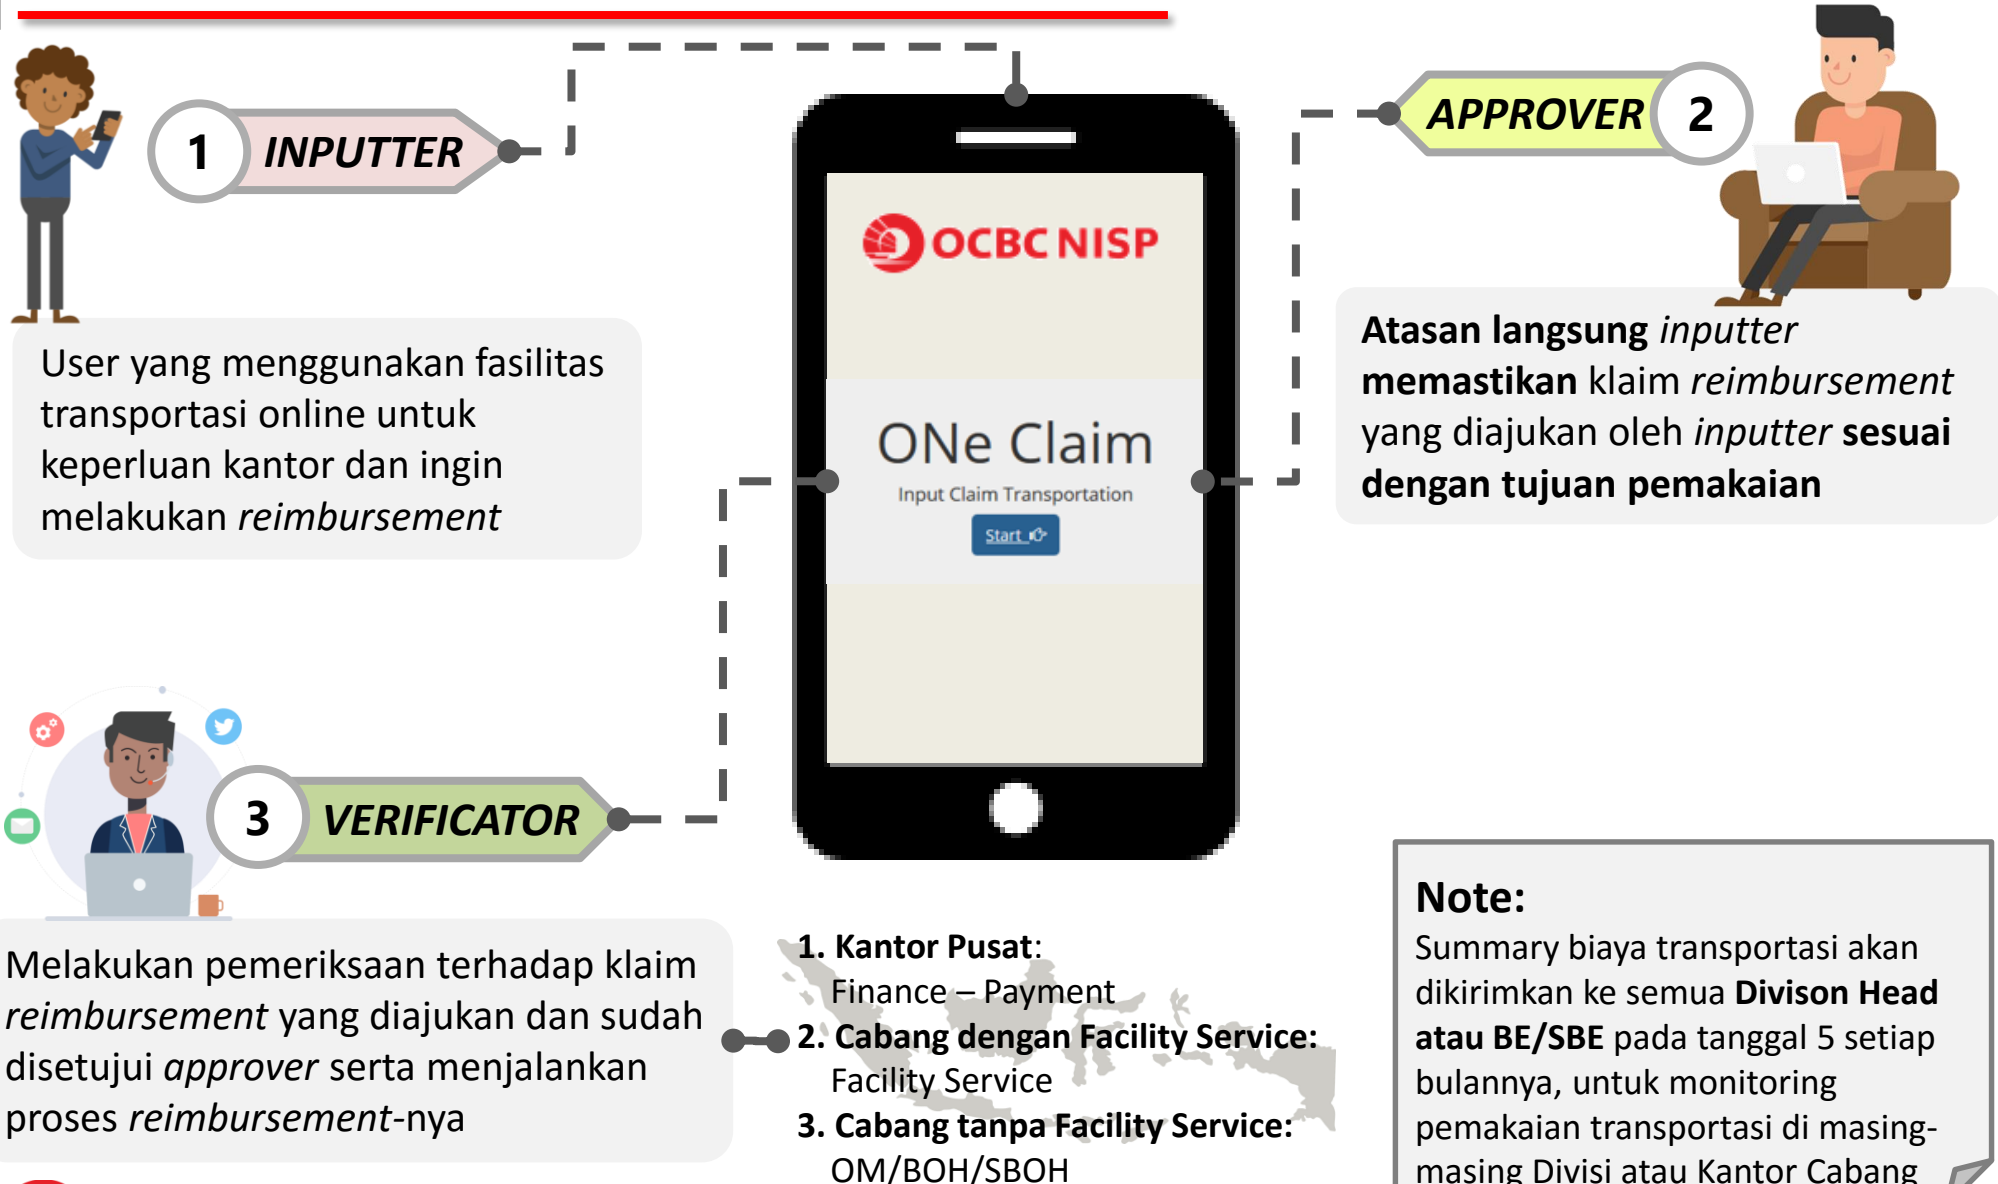 1 INPUTTER
User yang menggunakan fasilitas
transportasi online untuk
keperluan kantor dan ingin
melakukan reimbursement
OCBC NISP
ONe Claim
Input Claim Transportation
Start
APPROVER 2
Atasan langsung inputter
memastikan klaim reimbursement
yang diajukan oleh inputter sesuai
dengan tujuan pemakaian
3 VERIFICATOR
Melakukan pemeriksaan terhadap klaim
reimbursement yang diajukan dan sudah
disetujui approver serta menjalankan
proses reimbursement-nya
1. Kantor Pusat:
Finance – Payment
2. Cabang dengan Facility Service:
Facility Service
3. Cabang tanpa Facility Service:
OM/BOH/SBOH
Note:
Summary biaya transportasi akan
dikirimkan ke semua Divison Head
atau BE/SBE pada tanggal 5 setiap
bulannya, untuk monitoring
pemakaian transportasi di masing-
masing Divisi atau Kantor Cabang